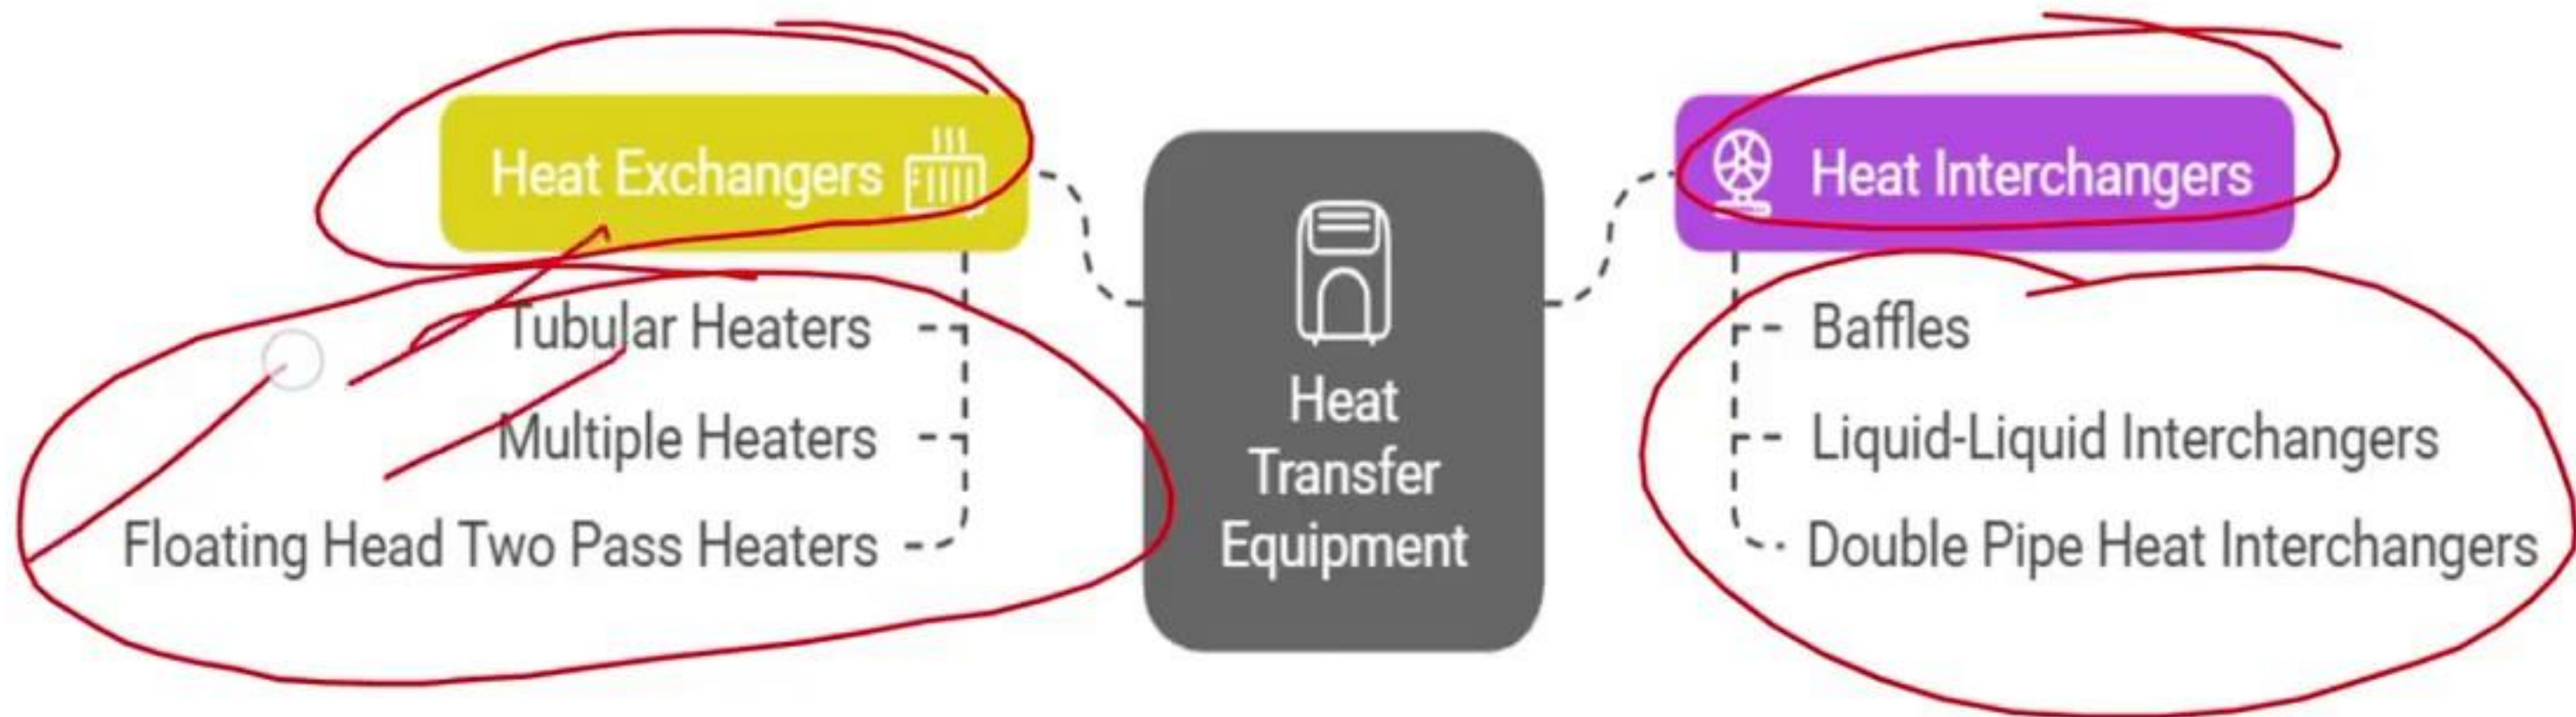 Heat Exchangers
Tubular Heaters
Multiple Heaters
Floating Head Two Pass Heaters
Heat
Transfer
Equipment
Heat Interchangers
Baffles
Liquid-Liquid Interchangers
Double Pipe Heat Interchangers